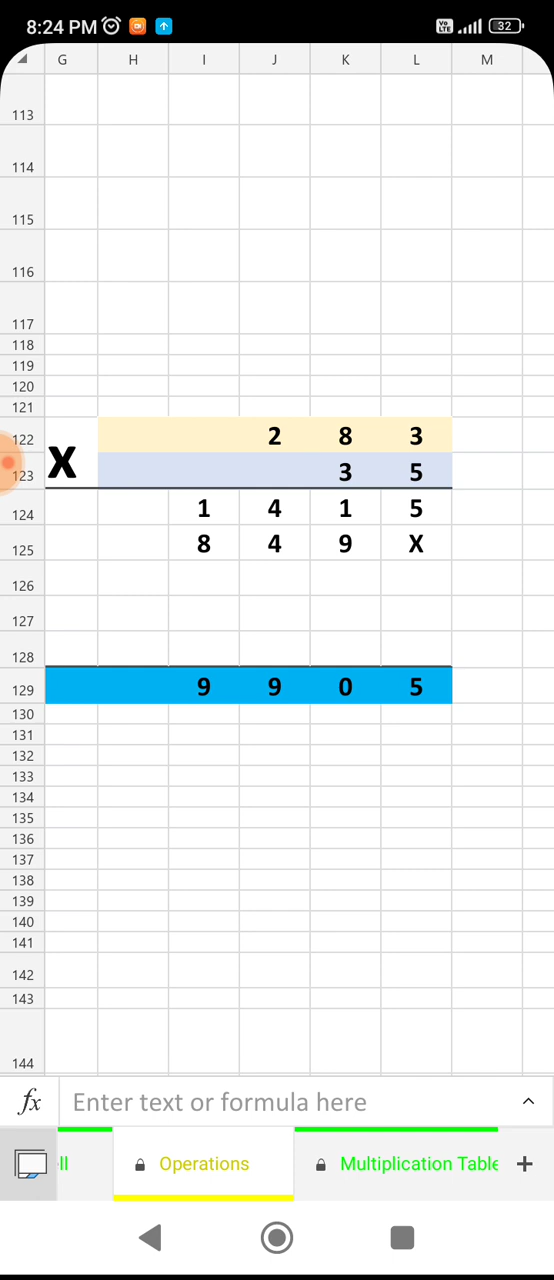 8:24 PM
Vo LTE 32
G H I J K L M
113
114
115
116
117
118
119
120
121
122 2 8 3
X
123 3 5
124 1 4 1 5
125 8 4 9 X
126
127
128
129 9 9 0 5
130
131
132
133
134
135
136
137
138
139
140
141
142
143
144
fx Enter text or formula here
ll Operations Multiplication Table +